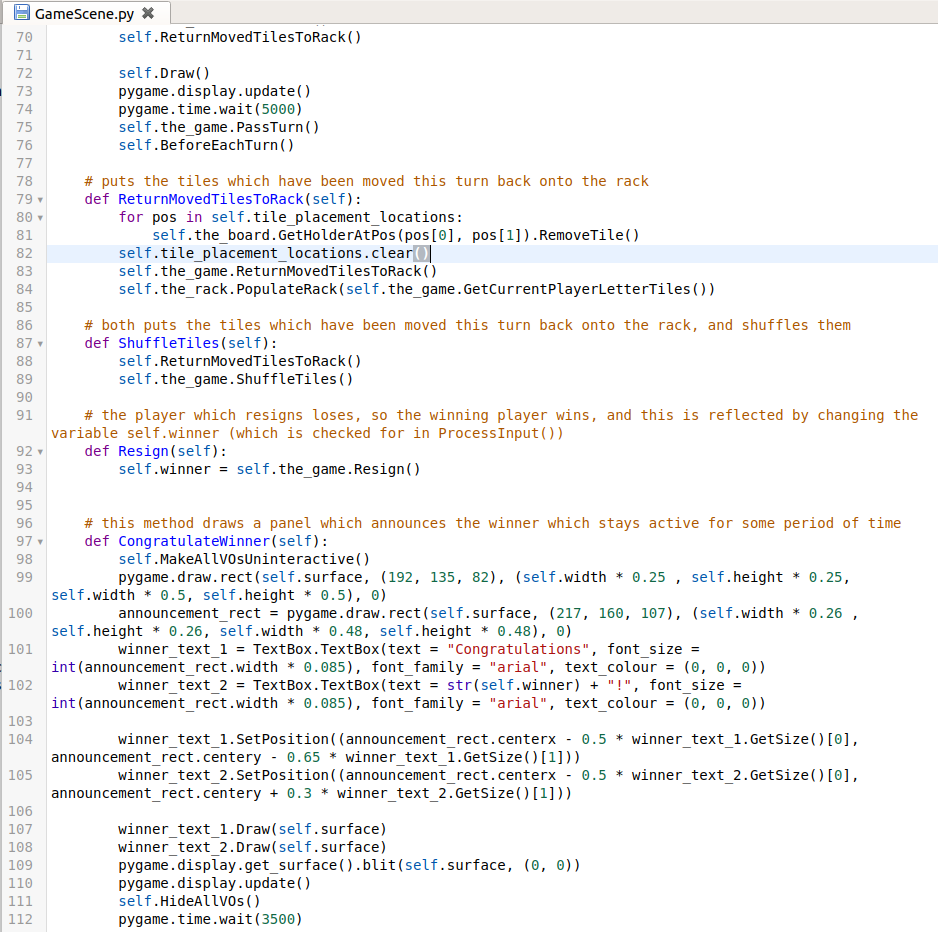 GameScene.py
70         self.ReturnMovedTilesToRack()
71
72         self.Draw()
73         pygame.display.update()
74         pygame.time.wait(5000)
75         self.the_game.PassTurn()
76         self.BeforeEachTurn()
77
78     # puts the tiles which have been moved this turn back onto the rack
79     def ReturnMovedTilesToRack(self):
80         for pos in self.tile_placement_locations:
81             self.the_board.GetHolderAtPos(pos[0], pos[1]).RemoveTile()
82         self.tile_placement_locations.clear()
83         self.the_game.ReturnMovedTilesToRack()
84         self.the_rack.PopulateRack(self.the_game.GetCurrentPlayerLetterTiles())
85
86     # both puts the tiles which have been moved this turn back onto the rack, and shuffles them
87     def ShuffleTiles(self):
88         self.ReturnMovedTilesToRack()
89         self.the_game.ShuffleTiles()
90
91     # the player which resigns loses, so the winning player wins, and this is reflected by changing the
variable self.winner (which is checked for in ProcessInput())
92     def Resign(self):
93         self.winner = self.the_game.Resign()
94
95
96     # this method draws a panel which announces the winner which stays active for some period of time
97     def CongratulateWinner(self):
98         self.MakeAllVOsUninteractive()
99         pygame.draw.rect(self.surface, (192, 135, 82), (self.width * 0.25 , self.height * 0.25,
self.width * 0.5, self.height * 0.5), 0)
100         announcement_rect = pygame.draw.rect(self.surface, (217, 160, 107), (self.width * 0.26 ,
self.height * 0.26, self.width * 0.48, self.height * 0.48), 0)
101         winner_text_1 = TextBox.TextBox(text = "Congratulations", font_size =
int(announcement_rect.width * 0.085), font_family = "arial", text_colour = (0, 0, 0))
102         winner_text_2 = TextBox.TextBox(text = str(self.winner) + "!", font_size =
int(announcement_rect.width * 0.085), font_family = "arial", text_colour = (0, 0, 0))
103
104         winner_text_1.SetPosition((announcement_rect.centerx - 0.5 * winner_text_1.GetSize()[0],
announcement_rect.centery - 0.65 * winner_text_1.GetSize()[1]))
105         winner_text_2.SetPosition((announcement_rect.centerx - 0.5 * winner_text_2.GetSize()[0],
announcement_rect.centery + 0.3 * winner_text_2.GetSize()[1]))
106
107         winner_text_1.Draw(self.surface)
108         winner_text_2.Draw(self.surface)
109         pygame.display.get_surface().blit(self.surface, (0, 0))
110         pygame.display.update()
111         self.HideAllVOs()
112         pygame.time.wait(3500)